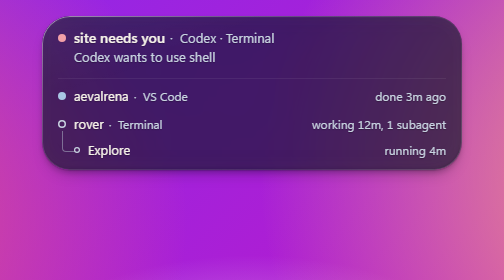 site needs you · Codex · Terminal
Codex wants to use shell
aevalrena · VS Code done 3m ago
rover · Terminal working 12m, 1 subagent
Explore running 4m